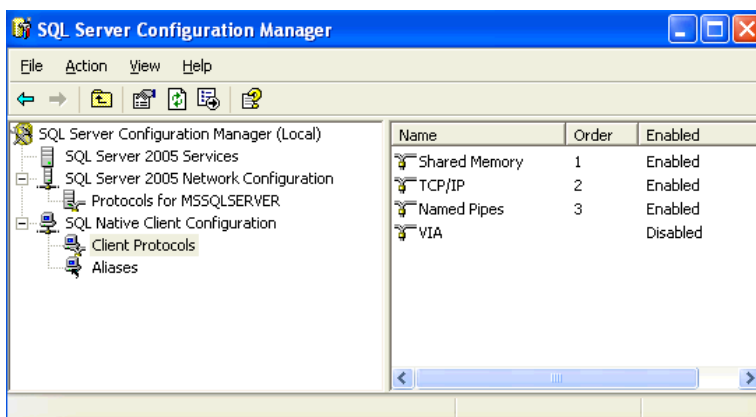 SQL Server Configuration Manager
File Action View Help
SQL Server Configuration Manager (Local)
SQL Server 2005 Services
SQL Server 2005 Network Configuration
Protocols for MSSQLSERVER
SQL Native Client Configuration
Client Protocols
Aliases
Name Order Enabled
Shared Memory 1 Enabled
TCP/IP 2 Enabled
Named Pipes 3 Enabled
VIA Disabled